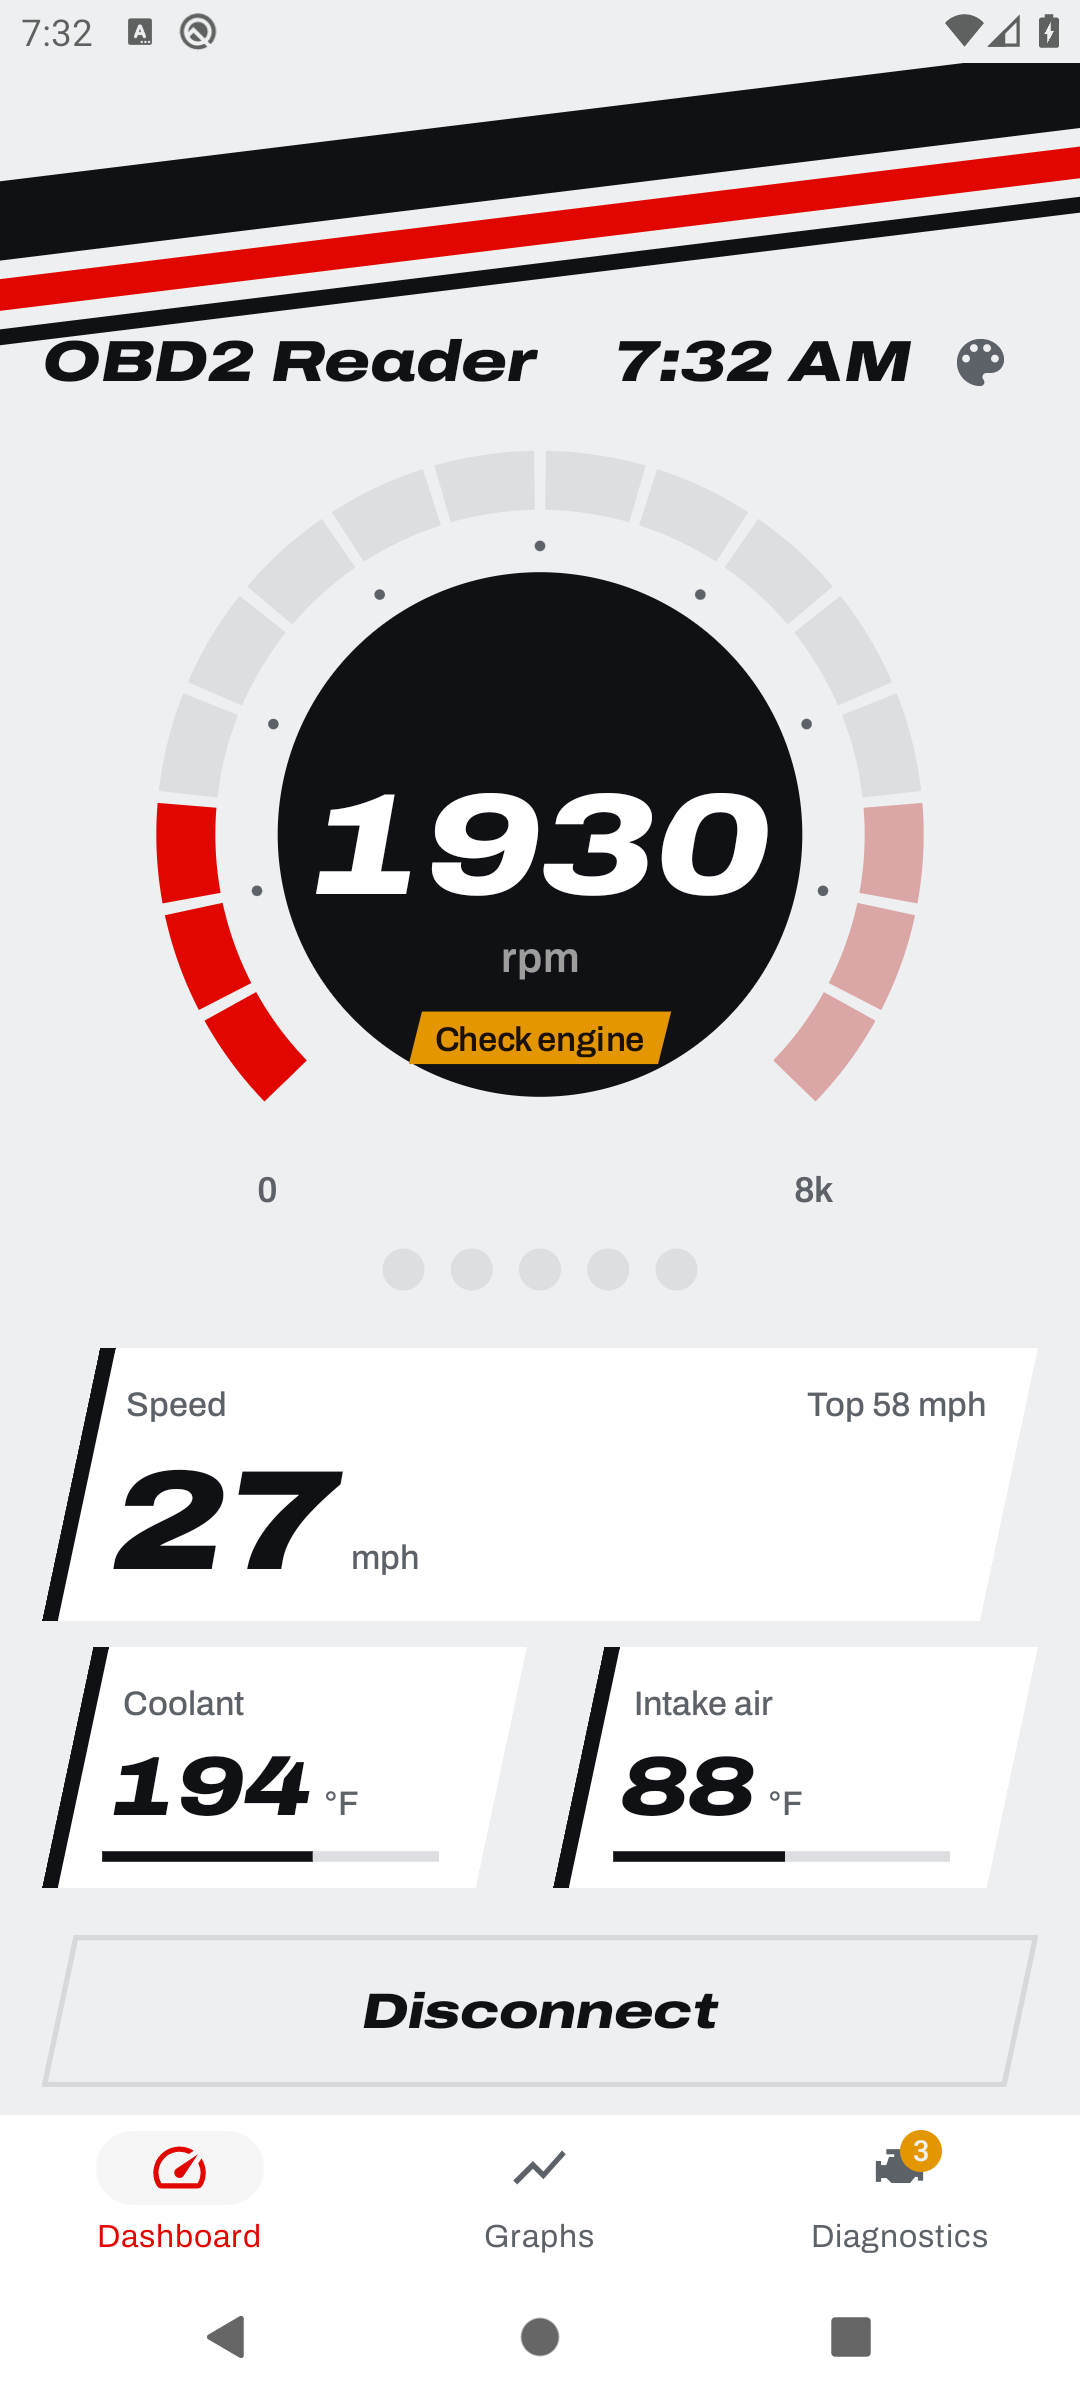 7:32
OBD2 Reader 7:32 AM
1930
rpm
Check engine
0 8k
Speed Top 58 mph
27 mph
Coolant Intake air
194 °F 88 °F
Disconnect
3
Dashboard Graphs Diagnostics